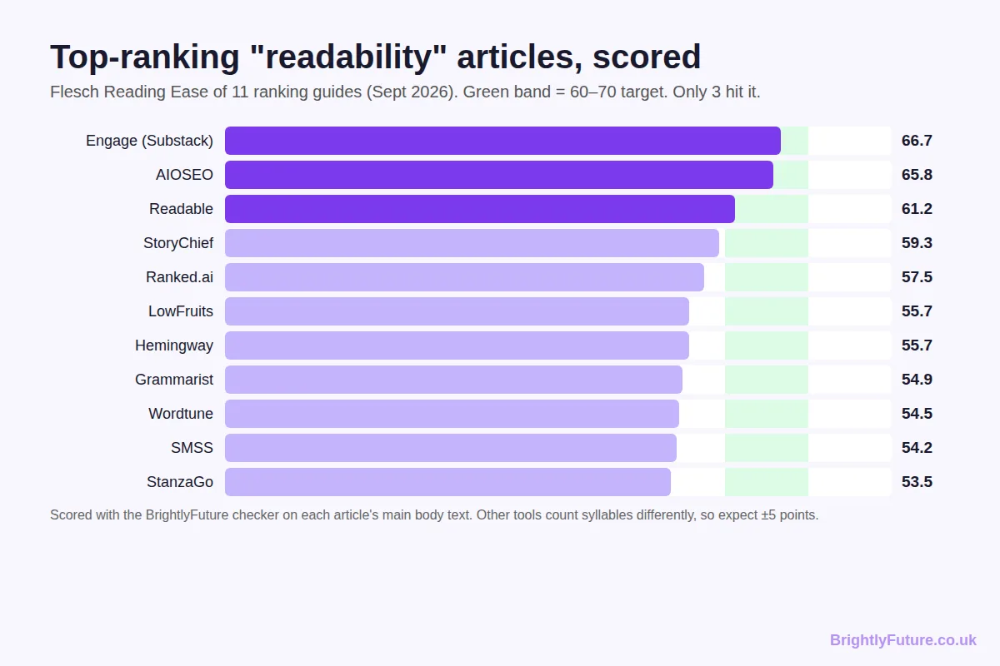 Top-ranking "readability" articles, scored
Flesch Reading Ease of 11 ranking guides (Sept 2026). Green band = 60–70 target. Only 3 hit it.
Engage (Substack) 66.7
AIOSEO 65.8
Readable 61.2
StoryChief 59.3
Ranked.ai 57.5
LowFruits 55.7
Hemingway 55.7
Grammarist 54.9
Wordtune 54.5
SMSS 54.2
StanzaGo 53.5
Scored with the BrightlyFuture checker on each article's main body text. Other tools count syllables differently, so expect ±5 points.
BrightlyFuture.co.uk